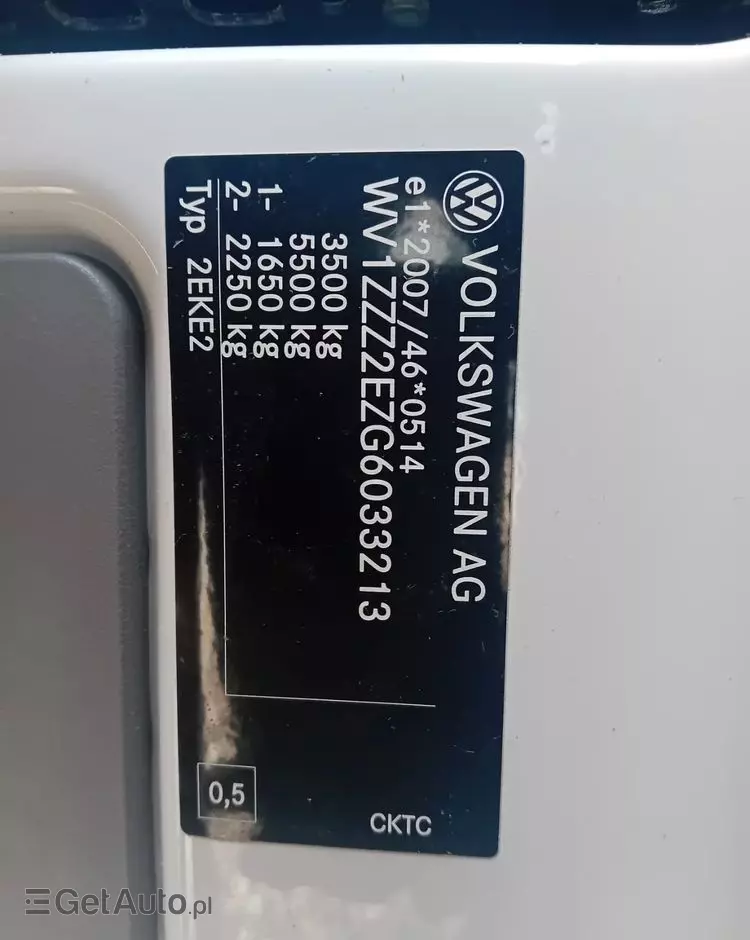 VOLKSWAGEN AG
e1*2007/46*0514
WV1ZZZ2EZG6033213
3500 kg
5500 kg
1- 1650 kg
2- 2250 kg
Typ 2EKE2
0,5
CKTC
GetAuto.pl